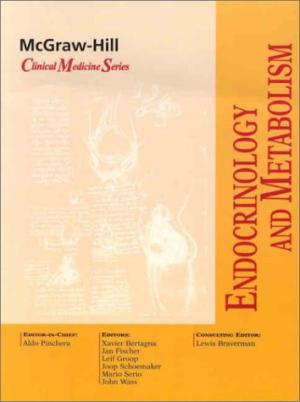 McGraw-Hill
Clinical Medicine Series
ENDOCRINOLOGY
AND METABOLISM
EDITOR-IN-CHIEF:
Aldo Pinchera
EDITORS:
Xavier Bertagna
Jan Fischer
Leif Groop
Joop Schoemaker
Mario Serio
John Wass
CONSULTING EDITOR:
Lewis Braverman